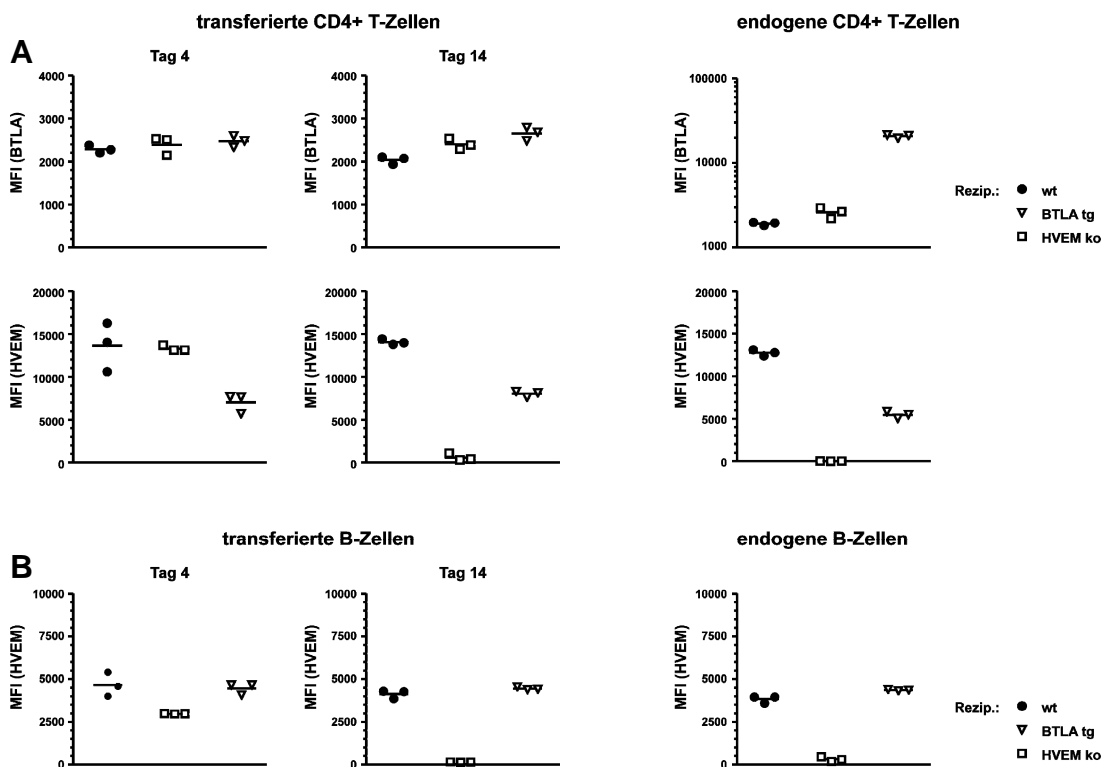 transferierte CD4+ T-Zellen
endogene CD4+ T-Zellen
A
Tag 4
Tag 14
MFI (BTLA)
4000
3000
2000
1000
0
MFI (BTLA)
4000
3000
2000
1000
0
MFI (BTLA)
100000
10000
1000
Rezip.:
wt
BTLA tg
HVEM ko
MFI (HVEM)
20000
15000
10000
5000
0
MFI (HVEM)
20000
15000
10000
5000
0
MFI (HVEM)
20000
15000
10000
5000
0
transferierte B-Zellen
endogene B-Zellen
B
Tag 4
Tag 14
MFI (HVEM)
10000
7500
5000
2500
0
MFI (HVEM)
10000
7500
5000
2500
0
MFI (HVEM)
10000
7500
5000
2500
0
Rezip.:
wt
BTLA tg
HVEM ko